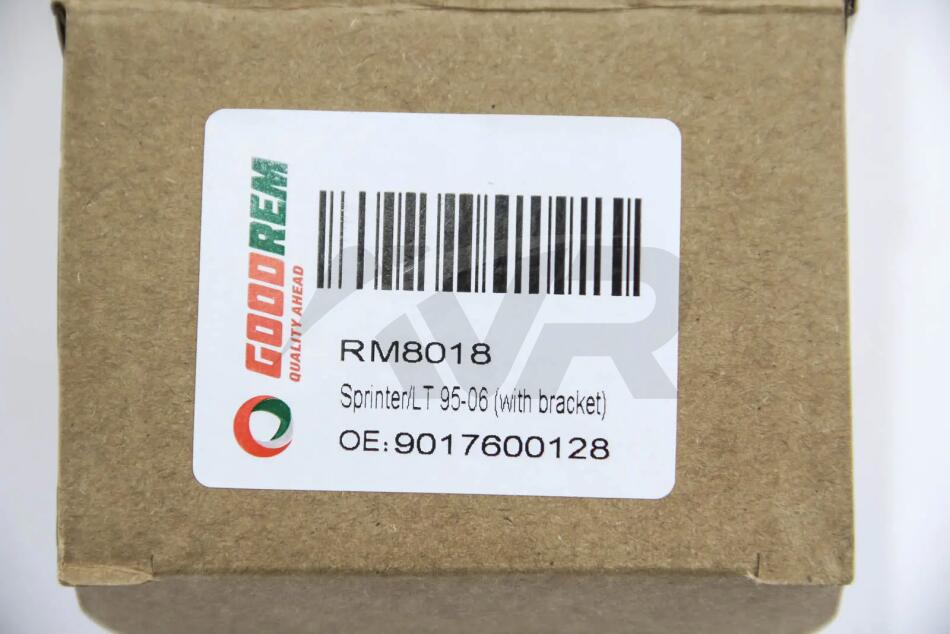 GOODREM
QUALITY AHEAD
RM8018
Sprinter/LT 95-06 (with bracket)
OE:9017600128